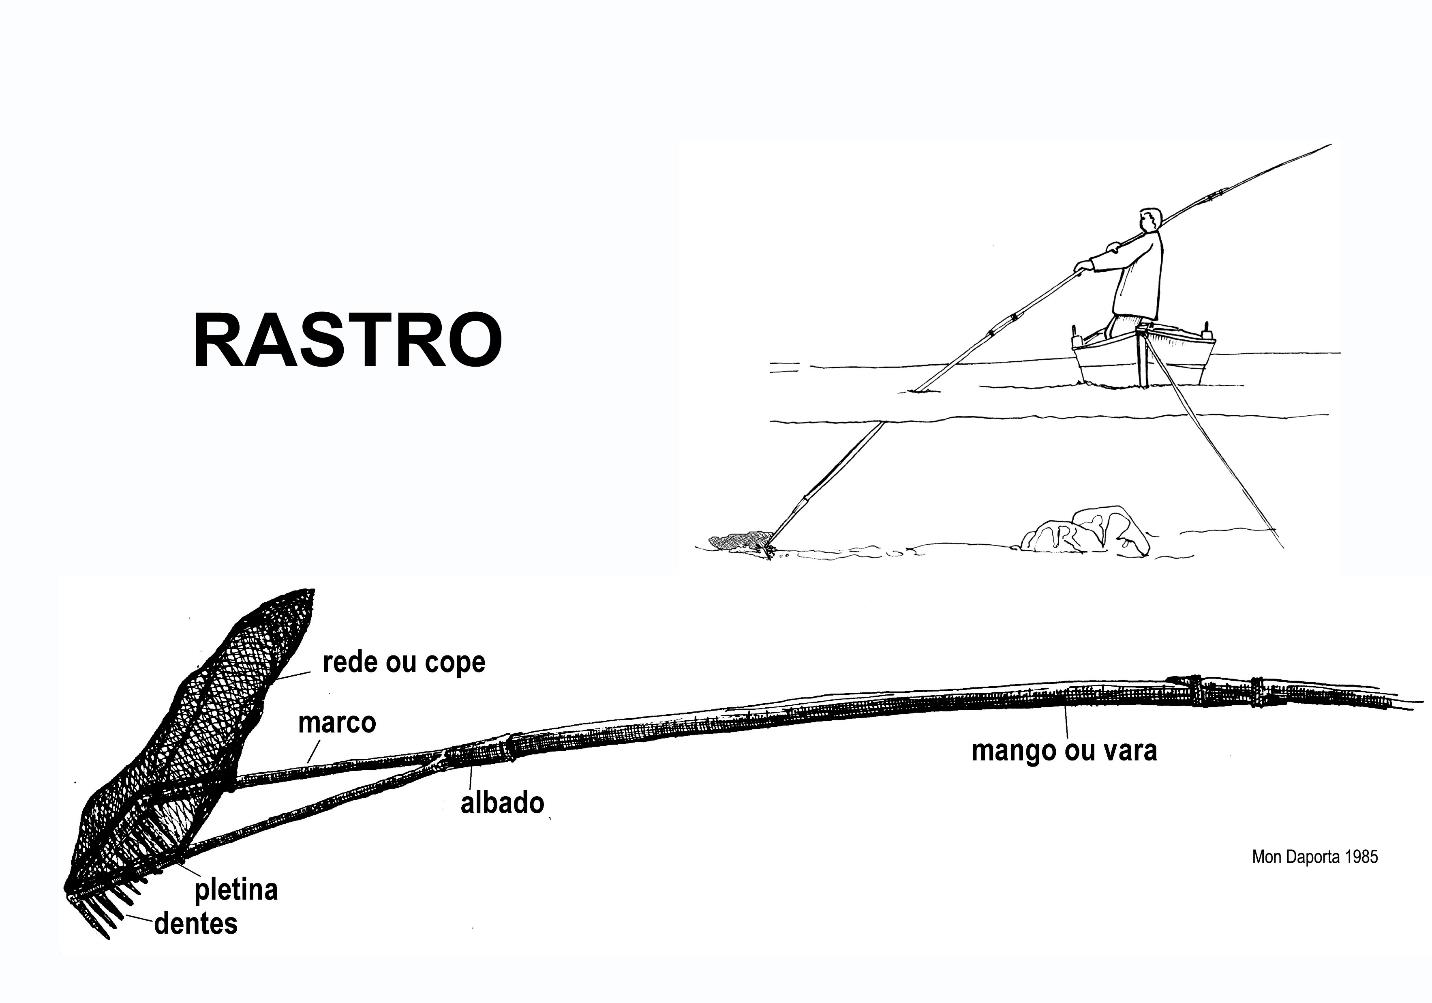 RASTRO
rede ou cope
marco
mango ou vara
albado
Mon Daporta 1985
pletina
dentes